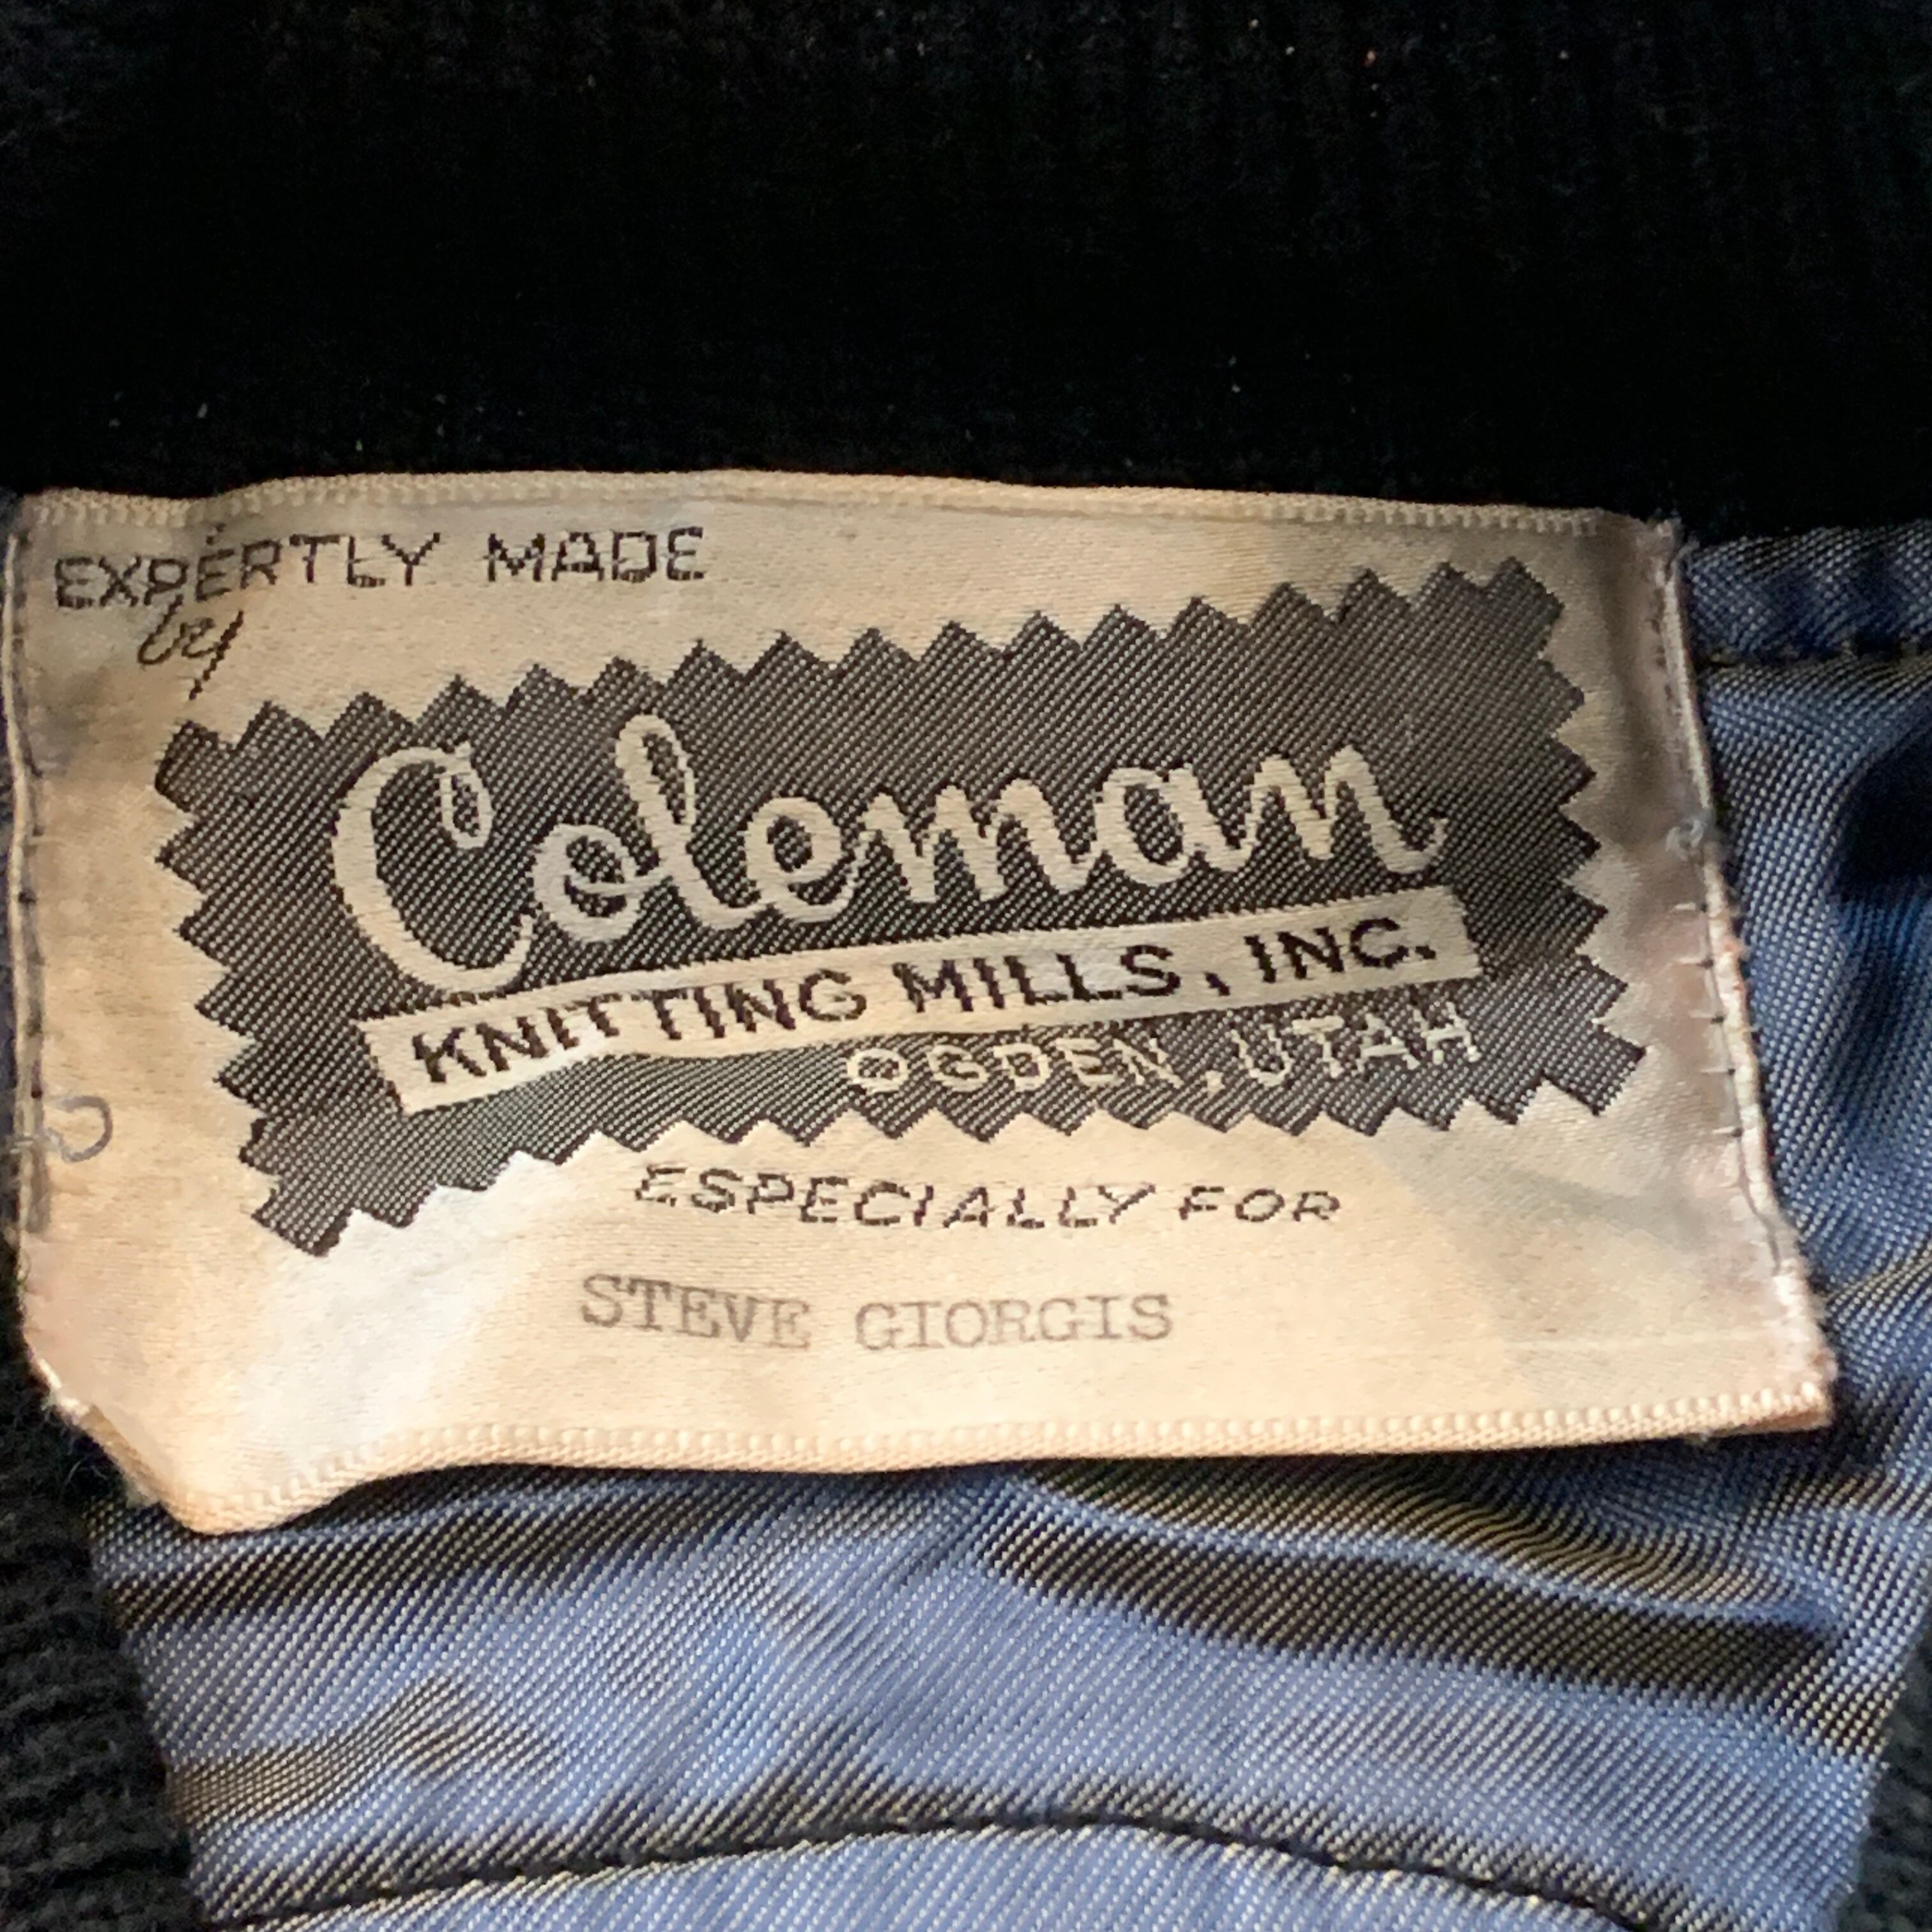 EXPERTLY MADE
by
Coleman
KNITTING MILLS, INC.
OGDEN, UTAH
ESPECIALLY FOR
STEVE GIORGIS